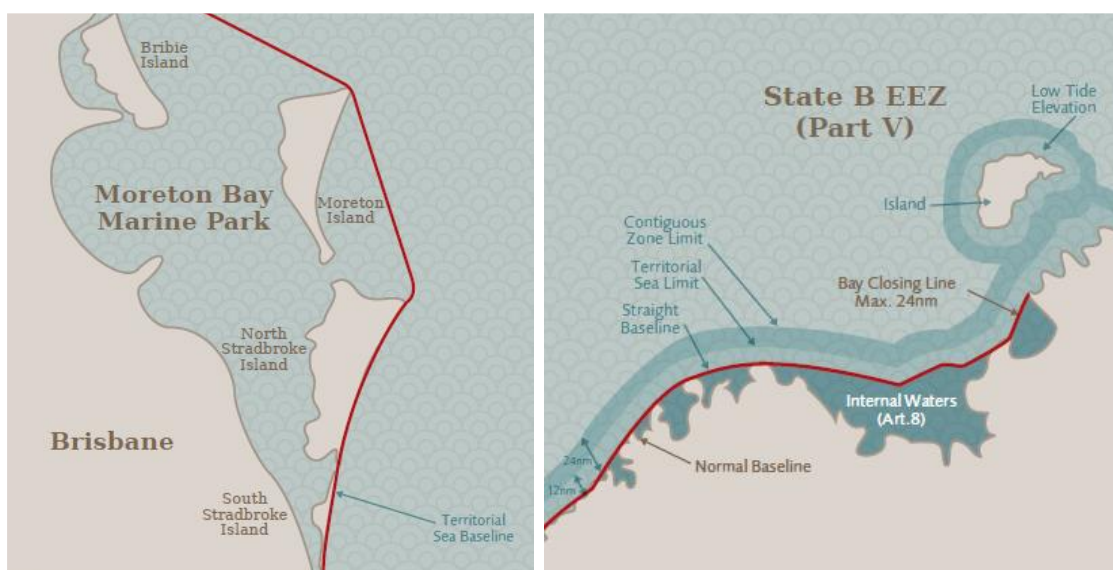 Bribie
Island
Moreton Bay
Marine Park
Moreton
Island
North
Stradbroke
Island
Brisbane
South
Stradbroke
Island
Territorial
Sea Baseline
State B EEZ
(Part V)
Low Tide
Elevation
Island
Contiguous
Zone Limit
Territorial
Sea Limit
Straight
Baseline
Bay Closing Line
Max. 24nm
Internal Waters
(Art.8)
Normal Baseline
24nm
12nm